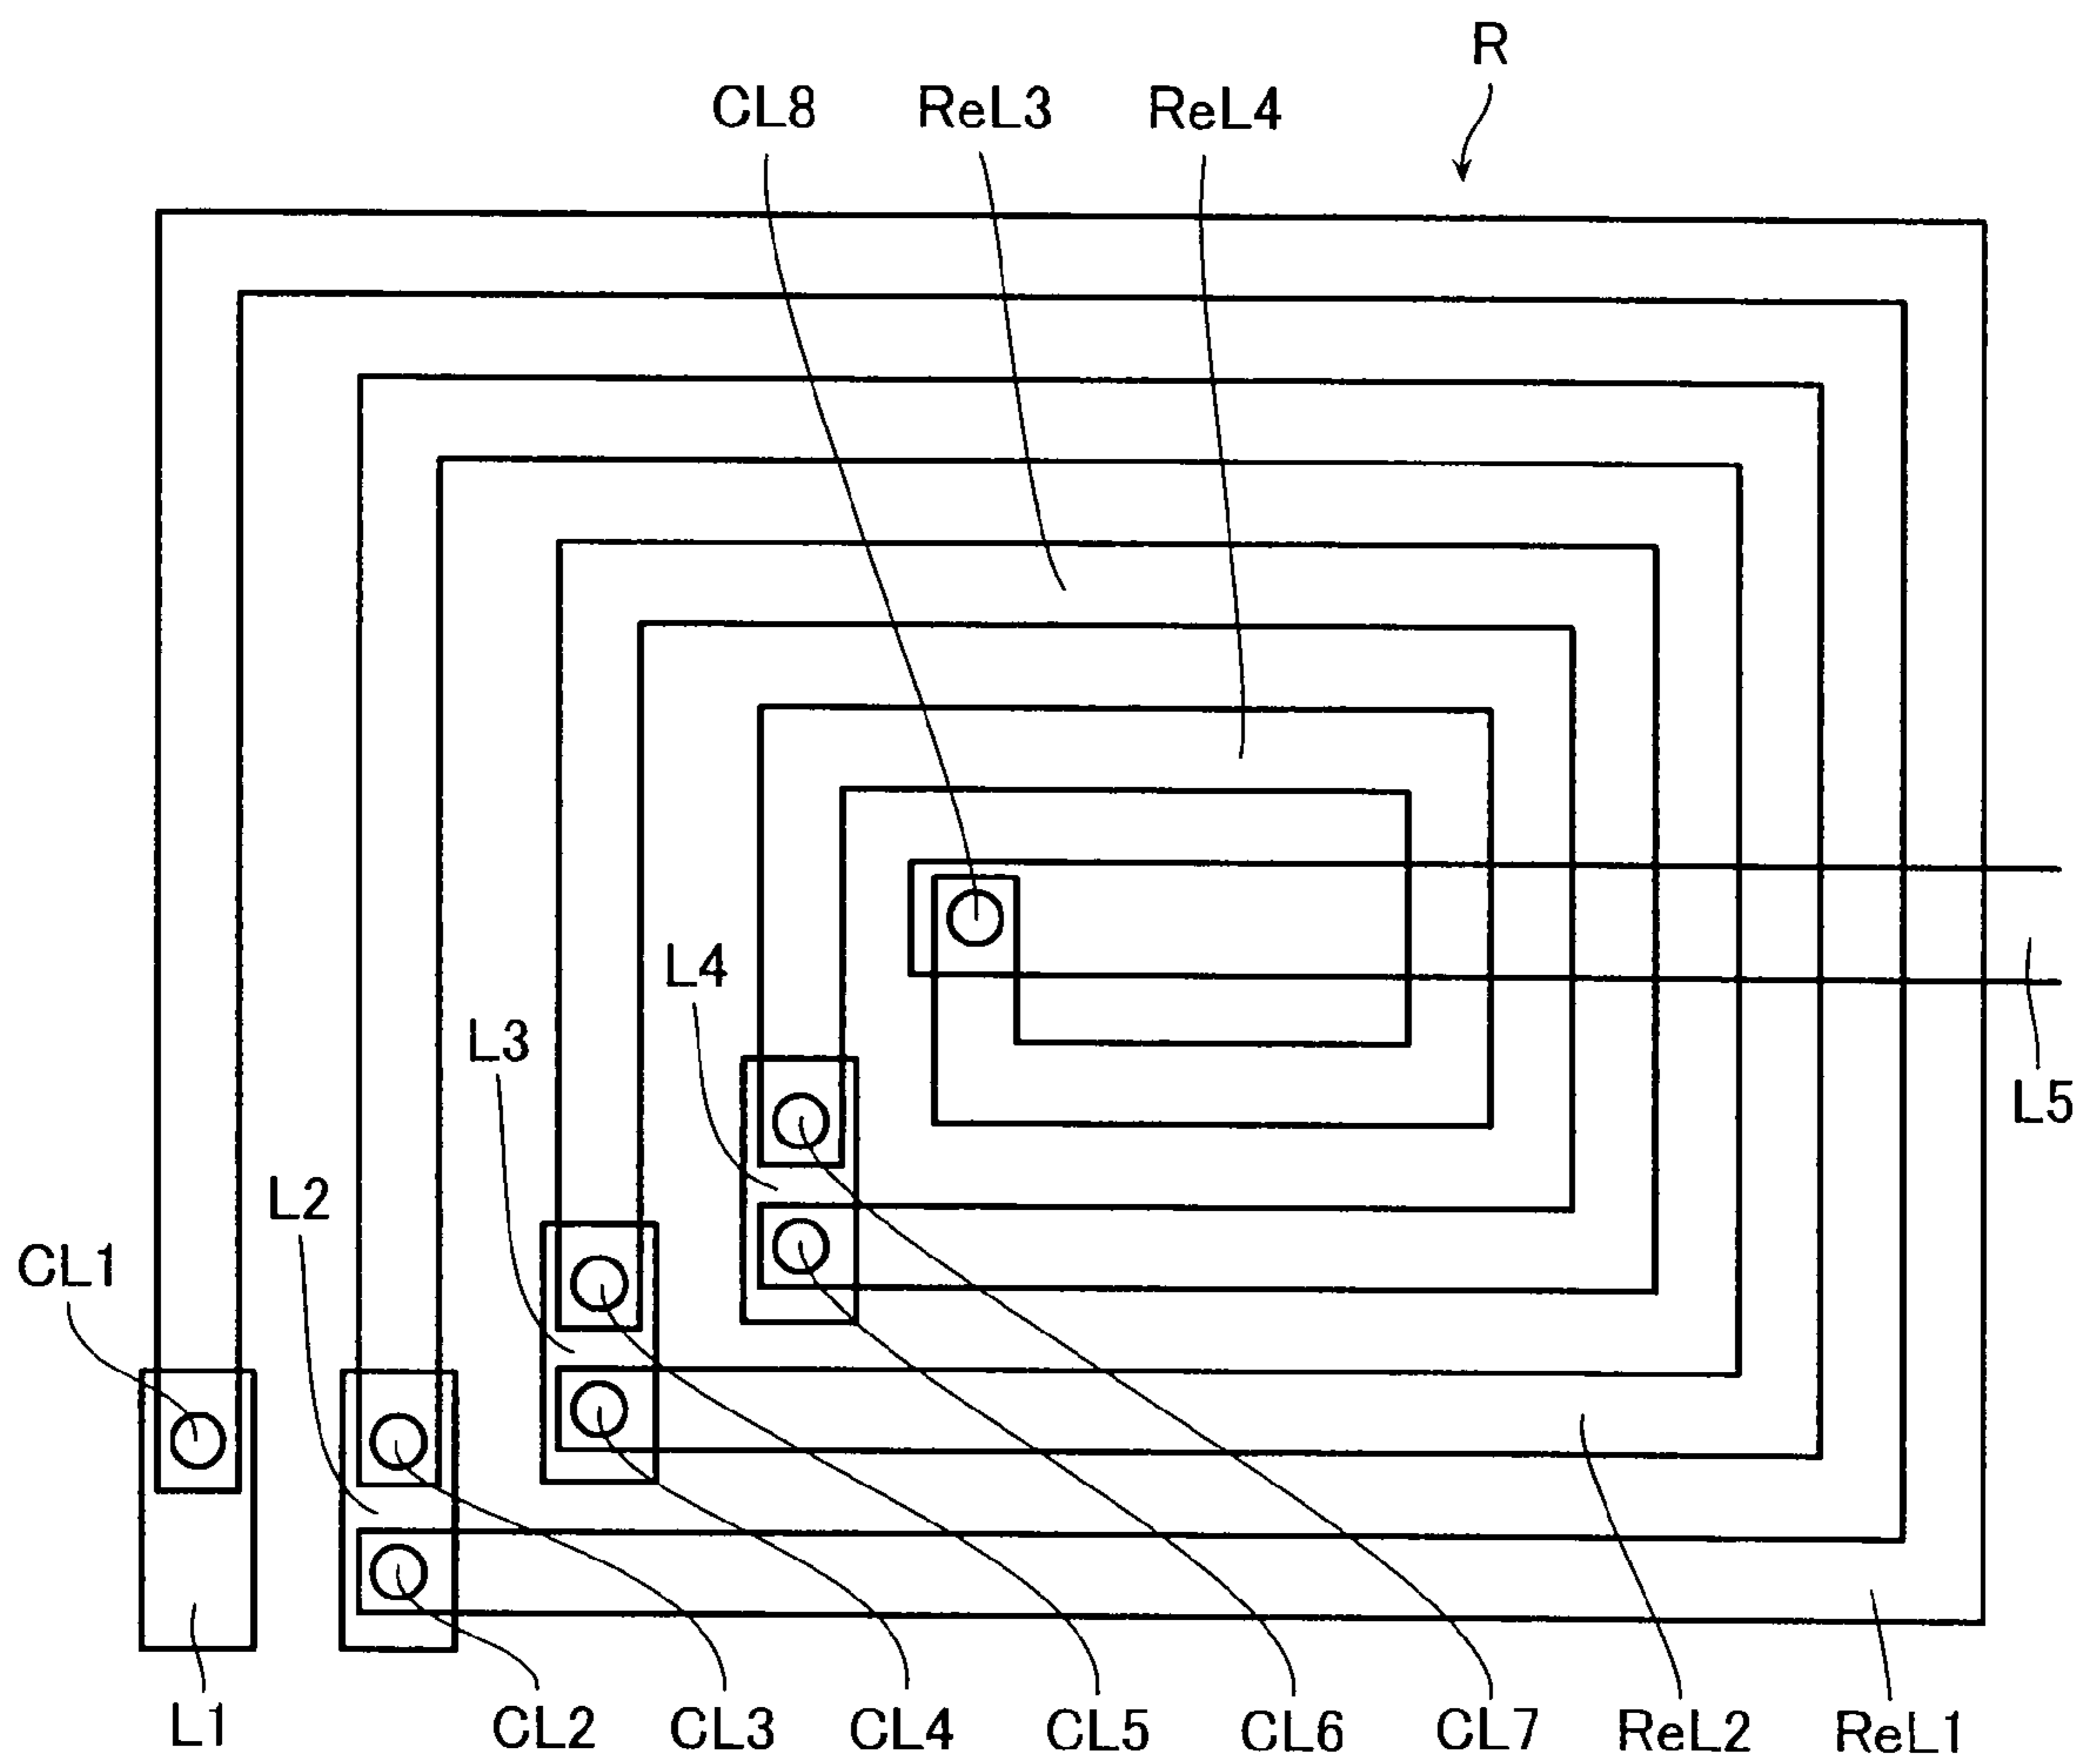 R
CL8 ReL3 ReL4
L4
L3
L5
L2
CL1
L1 CL2 CL3 CL4 CL5 CL6 CL7 ReL2 ReL1